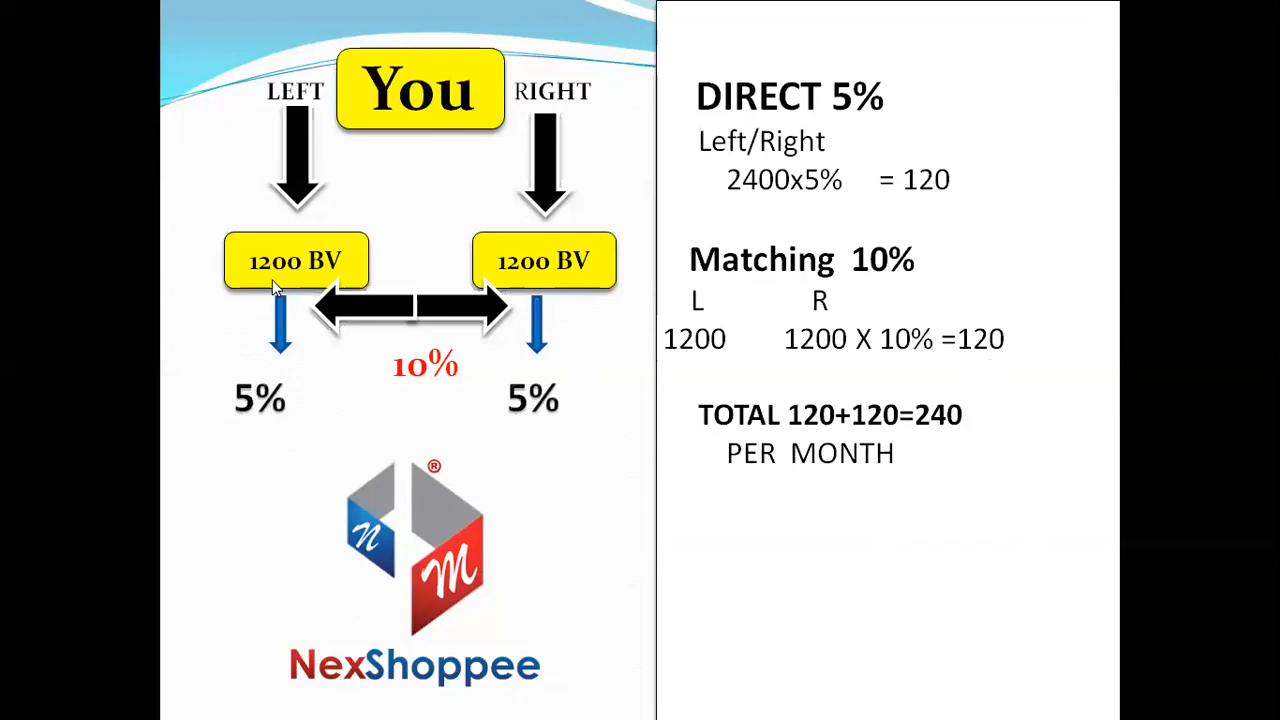 LEFT You RIGHT
1200 BV 1200 BV
10%
5% 5%
®
n m
NexShoppee
DIRECT 5%
Left/Right
2400x5% = 120
Matching 10%
L R
1200 1200 X 10% =120
TOTAL 120+120=240
PER MONTH